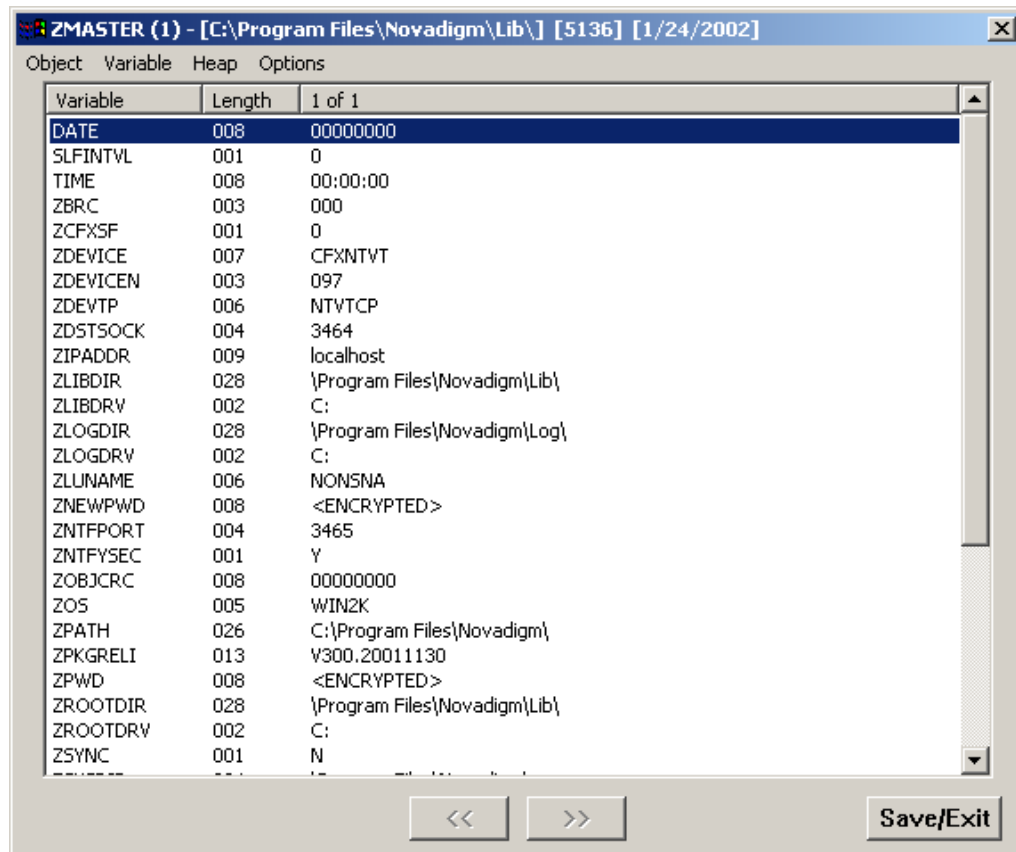 ZMASTER (1) - [C:\Program Files\Novadigm\Lib\] [5136] [1/24/2002]
Object Variable Heap Options
Variable Length 1 of 1
DATE 008 00000000
SLFINTVL 001 0
TIME 008 00:00:00
ZBRC 003 000
ZCFXSF 001 0
ZDEVICE 007 CFXNTVT
ZDEVICEN 003 097
ZDEVTP 006 NTVTCP
ZDSTSOCK 004 3464
ZIPADDR 009 localhost
ZLIBDIR 028 \Program Files\Novadigm\Lib\
ZLIBDRV 002 C:
ZLOGDIR 028 \Program Files\Novadigm\Log\
ZLOGDRV 002 C:
ZLUNAME 006 NONSNA
ZNEWPWD 008 <ENCRYPTED>
ZNTFPORT 004 3465
ZNTFYSEC 001 Y
ZOBJCRC 008 00000000
ZOS 005 WIN2K
ZPATH 026 C:\Program Files\Novadigm\
ZPKGRELI 013 V300.20011130
ZPWD 008 <ENCRYPTED>
ZROOTDIR 028 \Program Files\Novadigm\Lib\
ZROOTDRV 002 C:
ZSYNC 001 N
<< >> Save/Exit